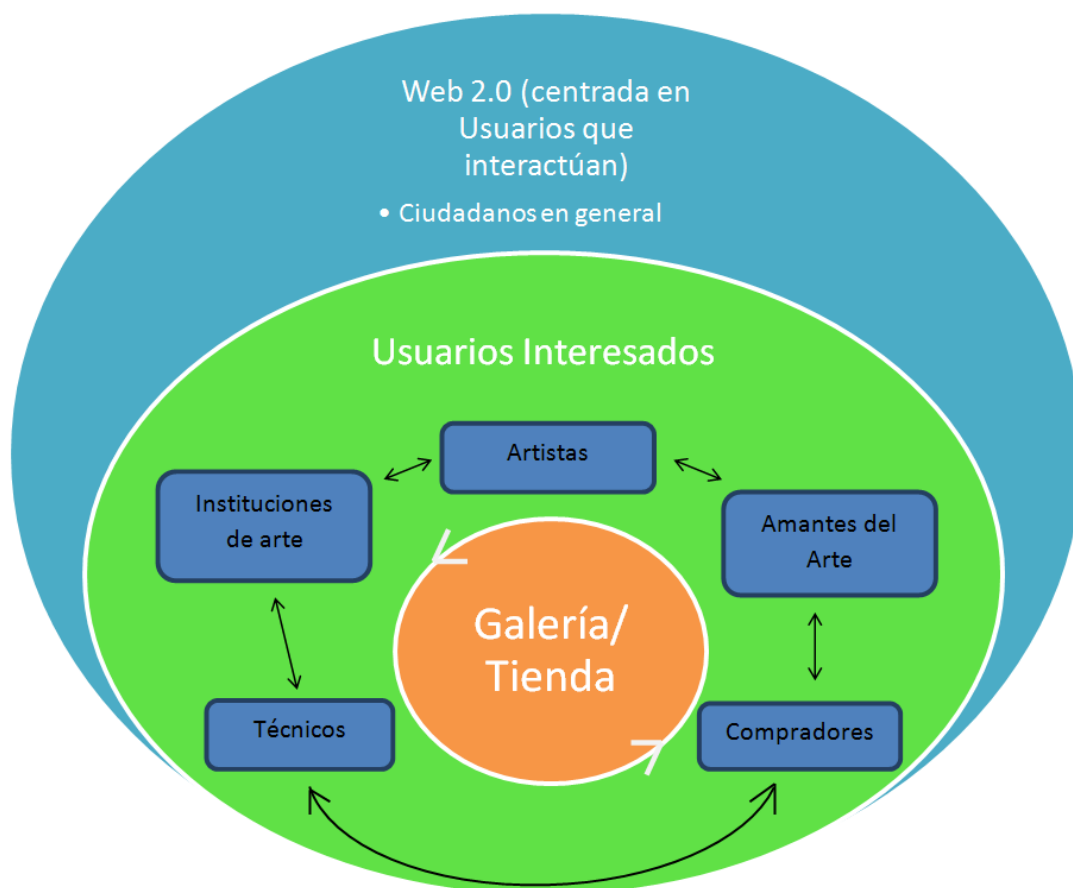 Web 2.0 (centrada en
Usuarios que
interactúan)
• Ciudadanos en general
Usuarios Interesados
Artistas
Instituciones
de arte
Amantes del
Arte
Galería/
Tienda
Técnicos
Compradores